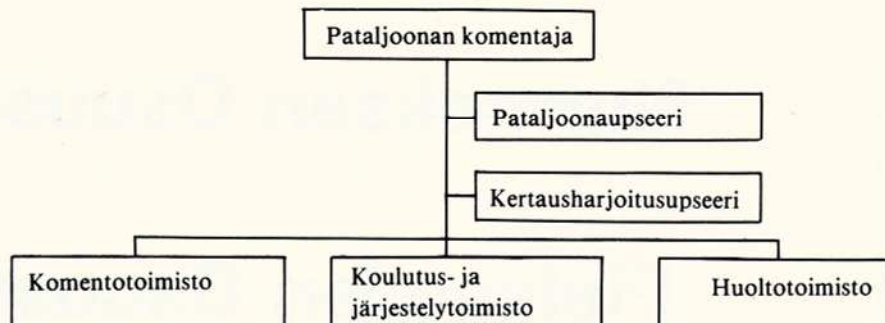 Pataljoonan komentaja
Pataljoonaupseeri
Kertausharjoitusupseeri
Komentotoimisto
Koulutus- ja
järjestelytoimisto
Huoltotoimisto